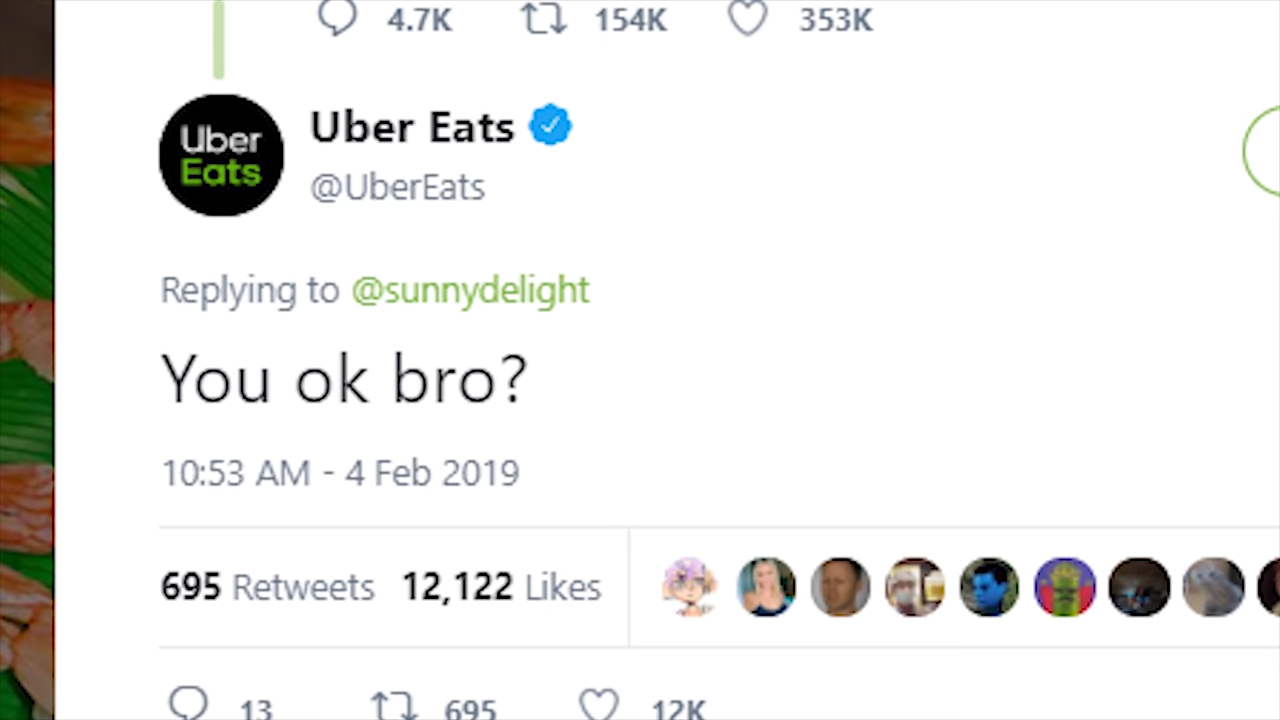 4.7K 154K 353K
Uber
Eats
Uber Eats
@UberEats
Replying to @sunnydelight
You ok bro?
10:53 AM - 4 Feb 2019
695 Retweets 12,122 Likes
13 695 12K